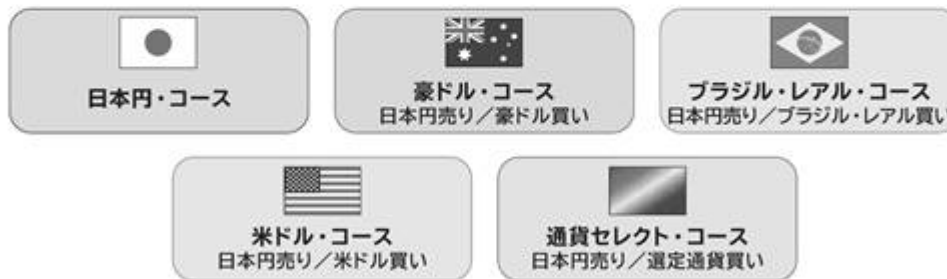 日本円・コース
豪ドル・コース
日本円売り／豪ドル買い
ブラジル・レアル・コース
日本円売り／ブラジル・レアル買い
米ドル・コース
日本円売り／米ドル買い
通貨セレクト・コース
日本円売り／選定通貨買い